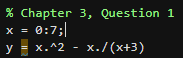 % Chapter 3, Question 1
x = 0:7;
y = x.^2 - x./(x+3)